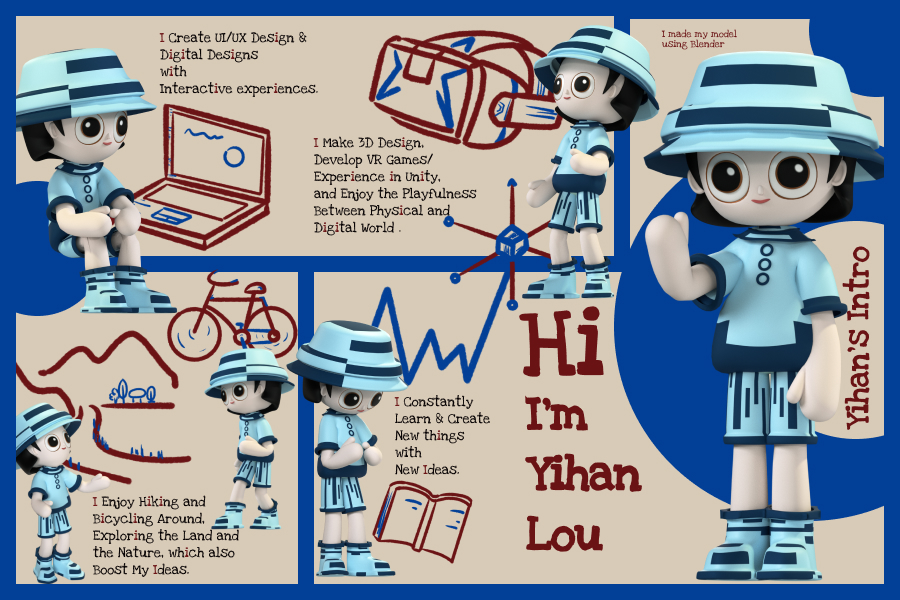 I Create UI/UX Design &
Digital Designs
with
Interactive experiences.
I Make 3D Design,
Develop VR Games/
Experience in Unity,
and Enjoy the Playfulness
Between Physical and
Digital World .
I made my model
using Blender
Yihan's Intro
Hi
I'm
Yihan
Lou
I Constantly
Learn & Create
New things
with
New Ideas.
I Enjoy Hiking and
Bicycling Around,
Exploring the Land and
the Nature, which also
Boost My Ideas.